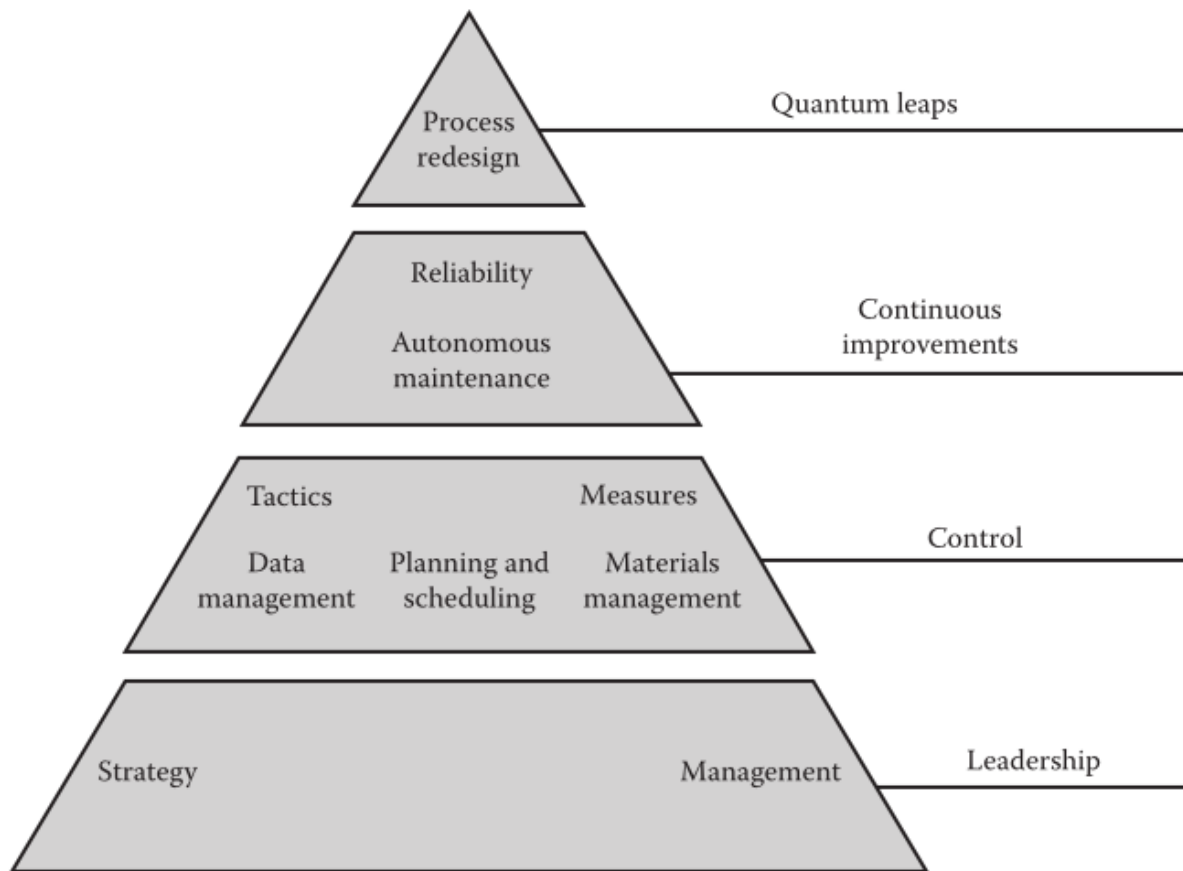 Process
redesign
Quantum leaps
Reliability
Autonomous
maintenance
Continuous
improvements
Tactics
Measures
Data
management
Planning and
scheduling
Materials
management
Control
Strategy
Management
Leadership